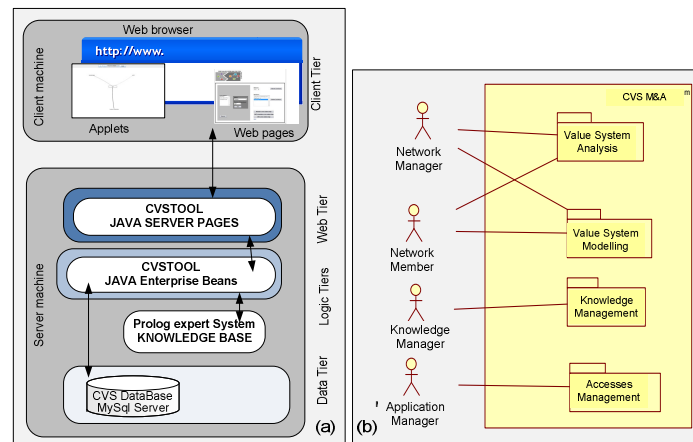 Web browser
http://www.
Applets
Web pages
Client machine
Client Tier
CVSTOOL
JAVA SERVER PAGES
Web Tier
CVSTOOL
JAVA Enterprise Beans
Logic Tiers
Prolog expert System
KNOWLEDGE BASE
Server machine
CVS DataBase
MySql Server
Data Tier
(a)
CVS M&A
m
Network
Manager
Value System
Analysis
Network
Member
Value System
Modelling
Knowledge
Manager
Knowledge
Management
' Application
Manager
Accesses
Management
(b)